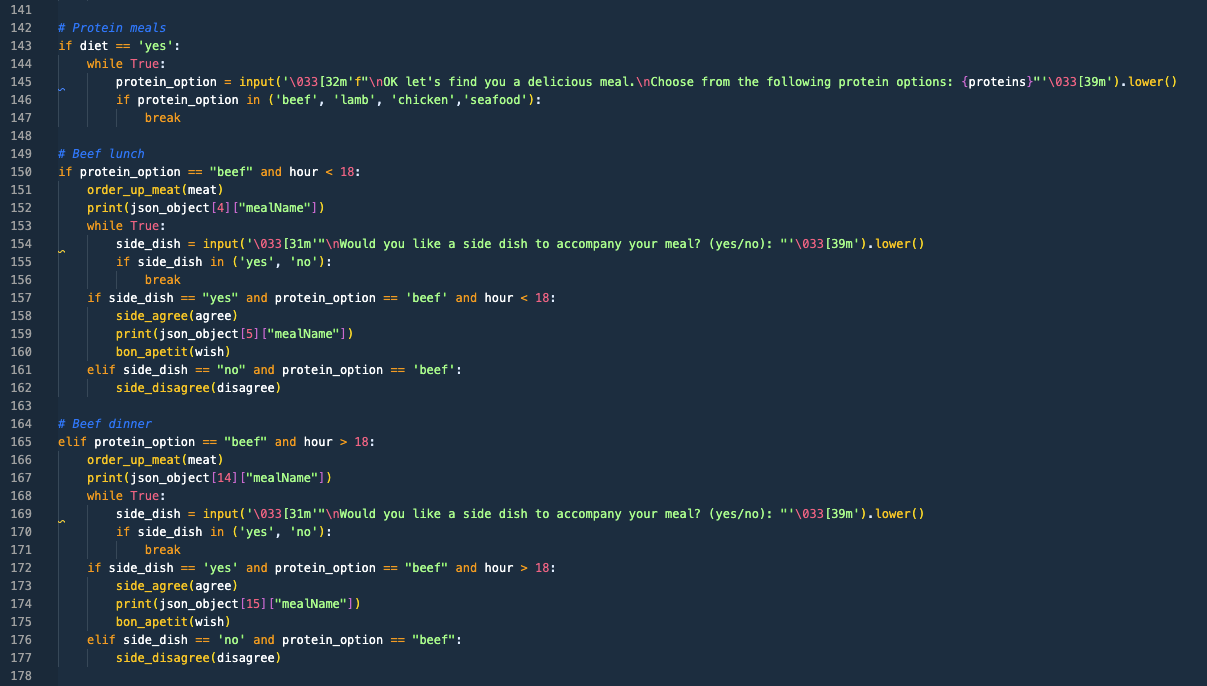 141
142 # Protein meals
143 if diet == 'yes':
144     while True:
145         protein_option = input('\033[32m'f"\nOK let's find you a delicious meal.\nChoose from the following protein options: {proteins}"'\033[39m').lower()
146         if protein_option in ('beef', 'lamb', 'chicken','seafood'):
147             break
148
149 # Beef lunch
150 if protein_option == "beef" and hour < 18:
151     order_up_meat(meat)
152     print(json_object[4]["mealName"])
153     while True:
154         side_dish = input('\033[31m'"\nWould you like a side dish to accompany your meal? (yes/no): "'\033[39m').lower()
155         if side_dish in ('yes', 'no'):
156             break
157     if side_dish == "yes" and protein_option == 'beef' and hour < 18:
158         side_agree(agree)
159         print(json_object[5]["mealName"])
160         bon_apetit(wish)
161     elif side_dish == "no" and protein_option == 'beef':
162         side_disagree(disagree)
163
164 # Beef dinner
165 elif protein_option == "beef" and hour > 18:
166     order_up_meat(meat)
167     print(json_object[14]["mealName"])
168     while True:
169         side_dish = input('\033[31m'"\nWould you like a side dish to accompany your meal? (yes/no): "'\033[39m').lower()
170         if side_dish in ('yes', 'no'):
171             break
172     if side_dish == 'yes' and protein_option == "beef" and hour > 18:
173         side_agree(agree)
174         print(json_object[15]["mealName"])
175         bon_apetit(wish)
176     elif side_dish == 'no' and protein_option == "beef":
177         side_disagree(disagree)
178